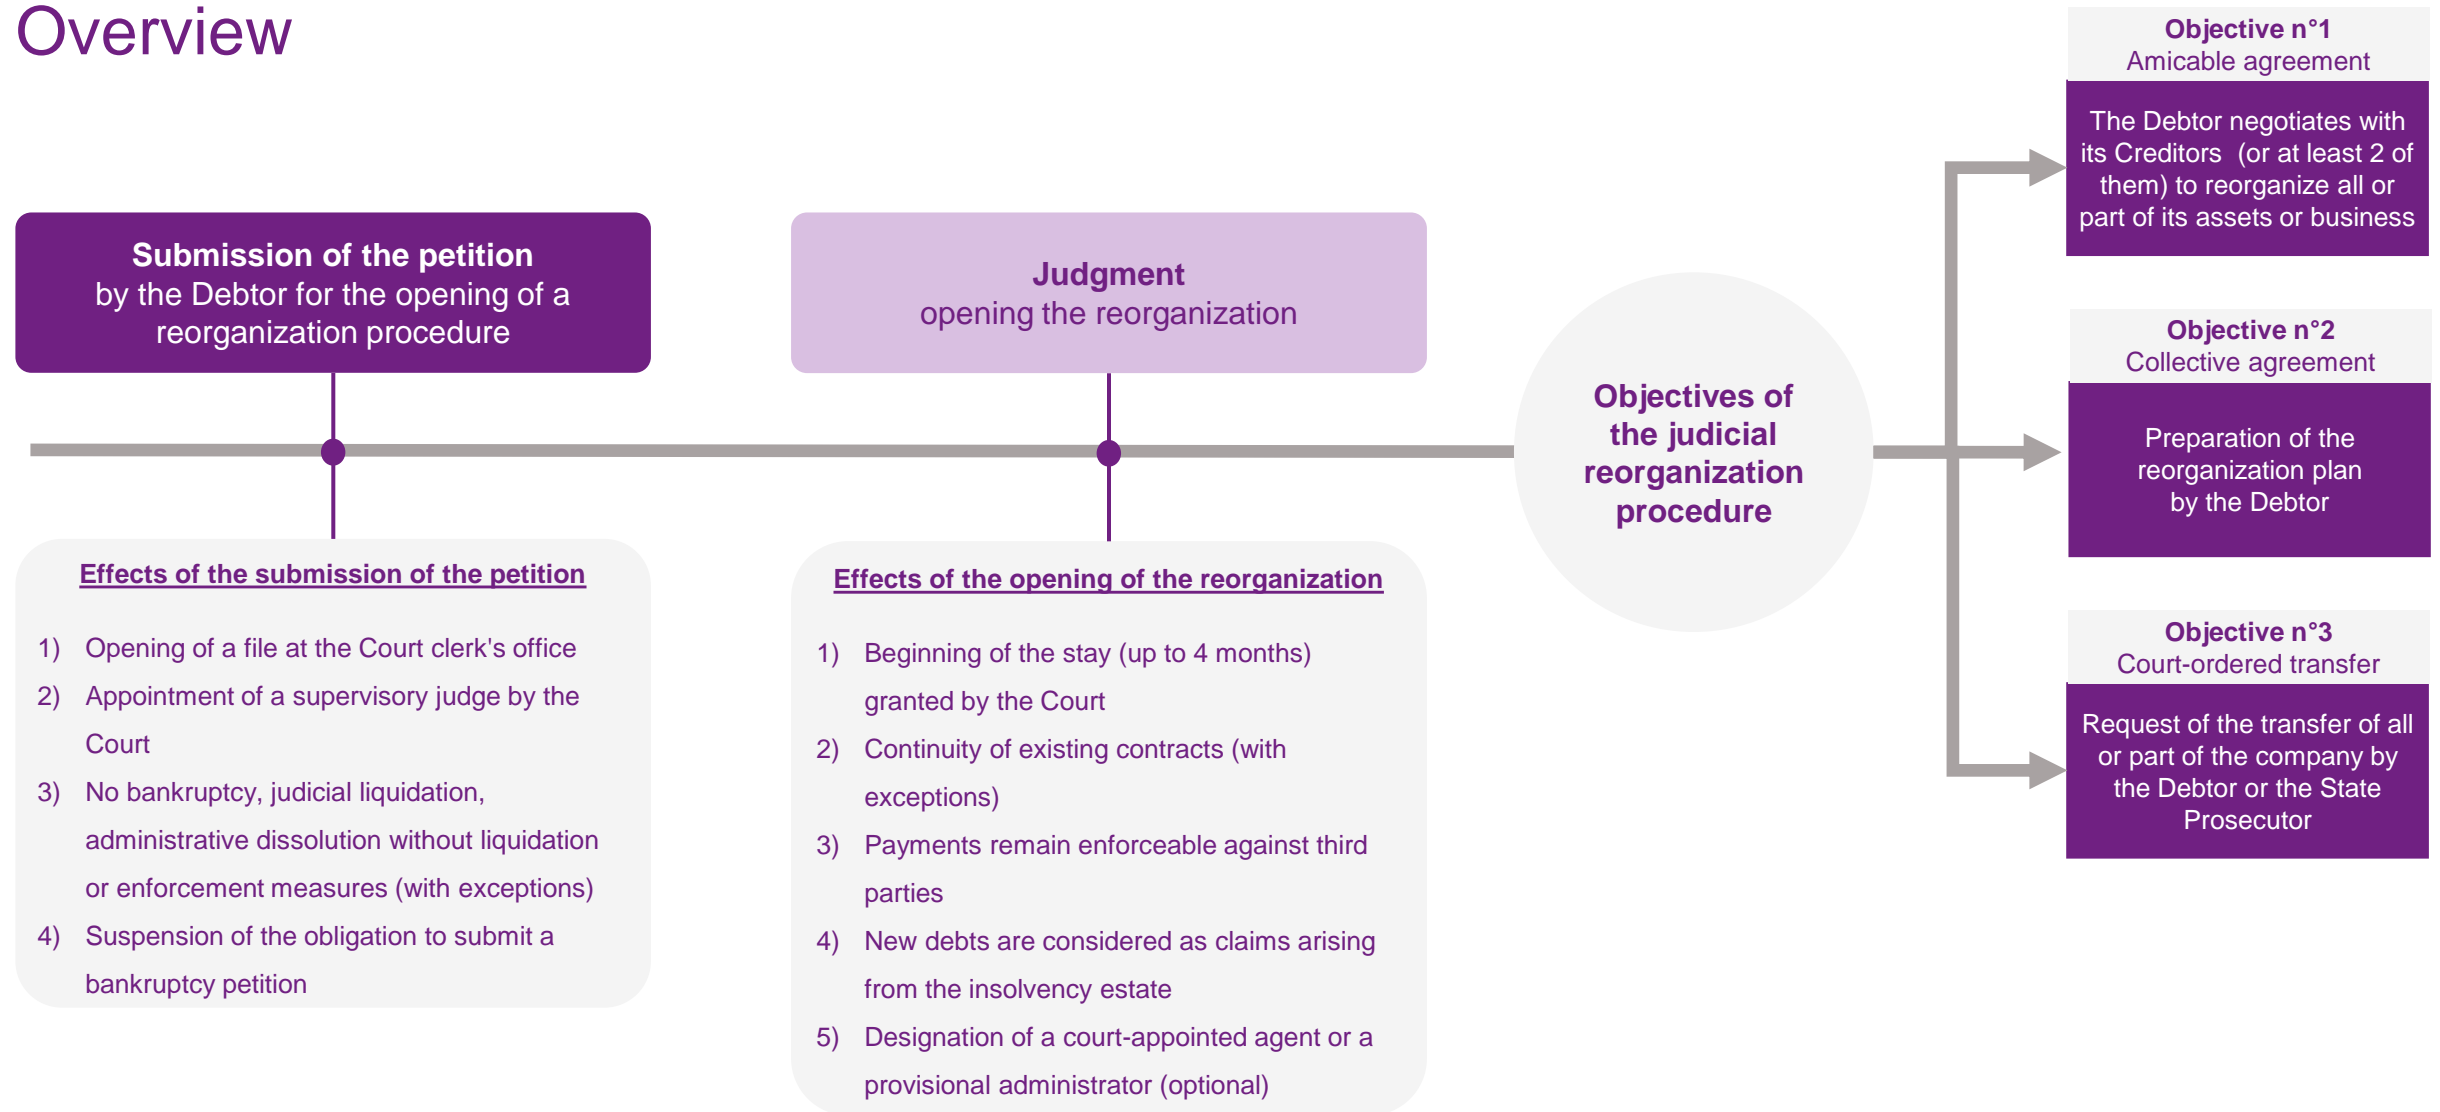 Overview
Submission of the petition
by the Debtor for the opening of a
reorganization procedure
Effects of the submission of the petition
1) Opening of a file at the Court clerk's office
2) Appointment of a supervisory judge by the
Court
3) No bankruptcy, judicial liquidation,
administrative dissolution without liquidation
or enforcement measures (with exceptions)
4) Suspension of the obligation to submit a
bankruptcy petition
Judgment
opening the reorganization
Effects of the opening of the reorganization
1) Beginning of the stay (up to 4 months)
granted by the Court
2) Continuity of existing contracts (with
exceptions)
3) Payments remain enforceable against third
parties
4) New debts are considered as claims arising
from the insolvency estate
5) Designation of a court-appointed agent or a
provisional administrator (optional)
Objectives of
the judicial
reorganization
procedure
Objective n°1
Amicable agreement
The Debtor negotiates with
its Creditors (or at least 2 of
them) to reorganize all or
part of its assets or business
Objective n°2
Collective agreement
Preparation of the
reorganization plan
by the Debtor
Objective n°3
Court-ordered transfer
Request of the transfer of all
or part of the company by
the Debtor or the State
Prosecutor